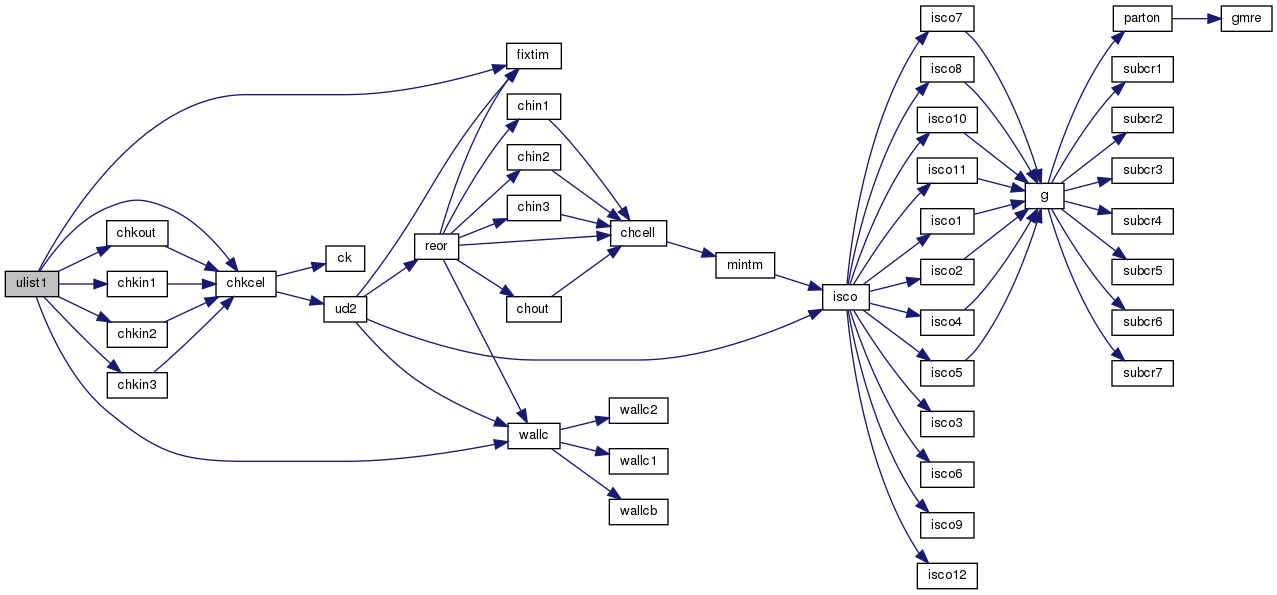 ulist1
chkout
chkin1
chkin2
chkin3
chkcel
ck
ud2
fixtim
reor
chin1
chin2
chin3
chout
wallc
chcell
wallc2
wallc1
wallcb
mintm
isco
isco7
isco8
isco10
isco11
isco1
isco2
isco4
isco5
isco3
isco6
isco9
isco12
g
parton
subcr1
subcr2
subcr3
subcr4
subcr5
subcr6
subcr7
gmre